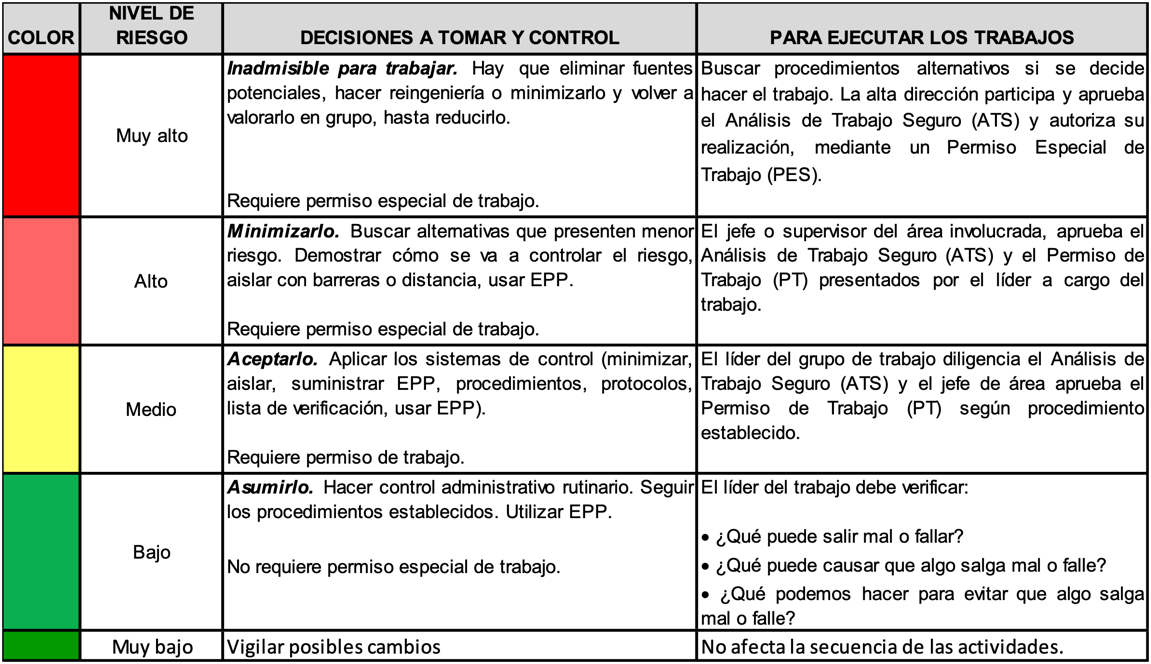 COLOR
NIVEL DE
RIESGO
DECISIONES A TOMAR Y CONTROL
PARA EJECUTAR LOS TRABAJOS
Muy alto
Inadmisible para trabajar. Hay que eliminar fuentes
potenciales, hacer reingeniería o minimizarlo y volver a
valorarlo en grupo, hasta reducirlo.
Requiere permiso especial de trabajo.
Buscar procedimientos alternativos si se decide
hacer el trabajo. La alta dirección participa y aprueba
el Análisis de Trabajo Seguro (ATS) y autoriza su
realización, mediante un Permiso Especial de
Trabajo (PES).
Alto
Minimizarlo. Buscar alternativas que presenten menor
riesgo. Demostrar cómo se va a controlar el riesgo,
aislar con barreras o distancia, usar EPP.
Requiere permiso especial de trabajo.
El jefe o supervisor del área involucrada, aprueba el
Análisis de Trabajo Seguro (ATS) y el Permiso de
Trabajo (PT) presentados por el líder a cargo del
trabajo.
Medio
Aceptarlo. Aplicar los sistemas de control (minimizar,
aislar, suministrar EPP, procedimientos, protocolos,
lista de verificación, usar EPP).
Requiere permiso de trabajo.
El líder del grupo de trabajo diligencia el Análisis de
Trabajo Seguro (ATS) y el jefe de área aprueba el
Permiso de Trabajo (PT) según procedimiento
establecido.
Bajo
Asumirlo. Hacer control administrativo rutinario. Seguir
los procedimientos establecidos. Utilizar EPP.
No requiere permiso especial de trabajo.
El líder del trabajo debe verificar:
• ¿Qué puede salir mal o fallar?
• ¿Qué puede causar que algo salga mal o falle?
• ¿Qué podemos hacer para evitar que algo salga
mal o falle?
Muy bajo
Vigilar posibles cambios
No afecta la secuencia de las actividades.